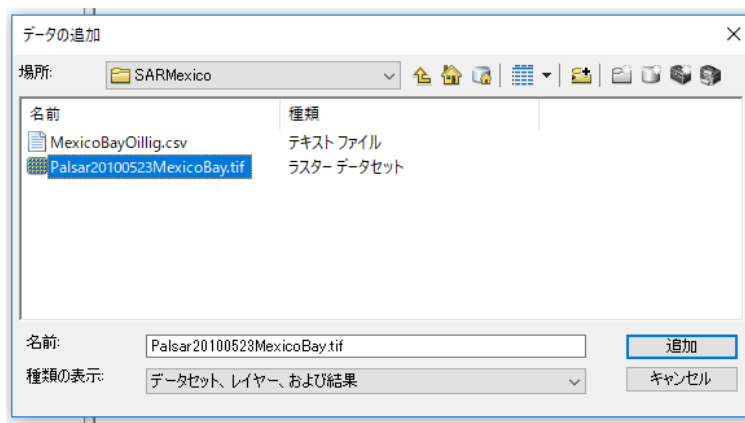 データの追加
場所:
SARMexico
名前
種類
MexicoBayOillig.csv
テキスト ファイル
Palsar20100523MexicoBay.tif
ラスター データセット
名前:
Palsar20100523MexicoBay.tif
追加
種類の表示:
データセット、レイヤー、および結果
キャンセル